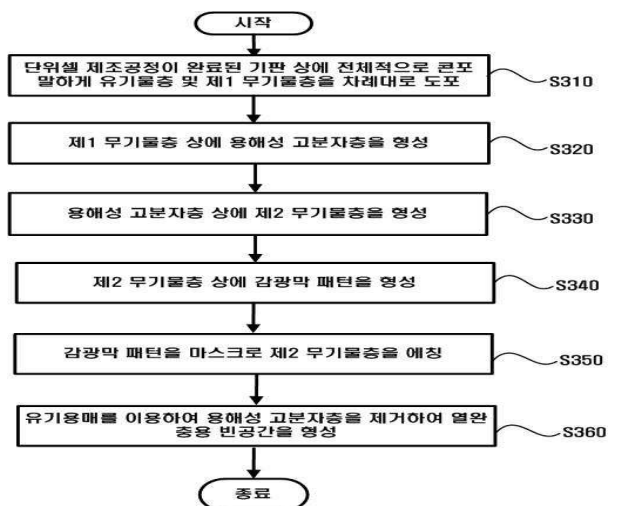 시작
단위셀 제조공정이 완료된 기판 상에 전체적으로 콘포
말하게 유기물층 및 제1 무기물층을 차례대로 도포
S310
제1 무기물층 상에 용해성 고분자층을 형성
S320
용해성 고분자층 상에 제2 무기물층을 형성
S330
제2 무기물층 상에 감광막 패턴을 형성
S340
감광막 패턴을 마스크로 제2 무기물층을 에칭
S350
유기용매를 이용하여 용해성 고분자층을 제거하여 열완
충용 빈공간을 형성
S360
종료